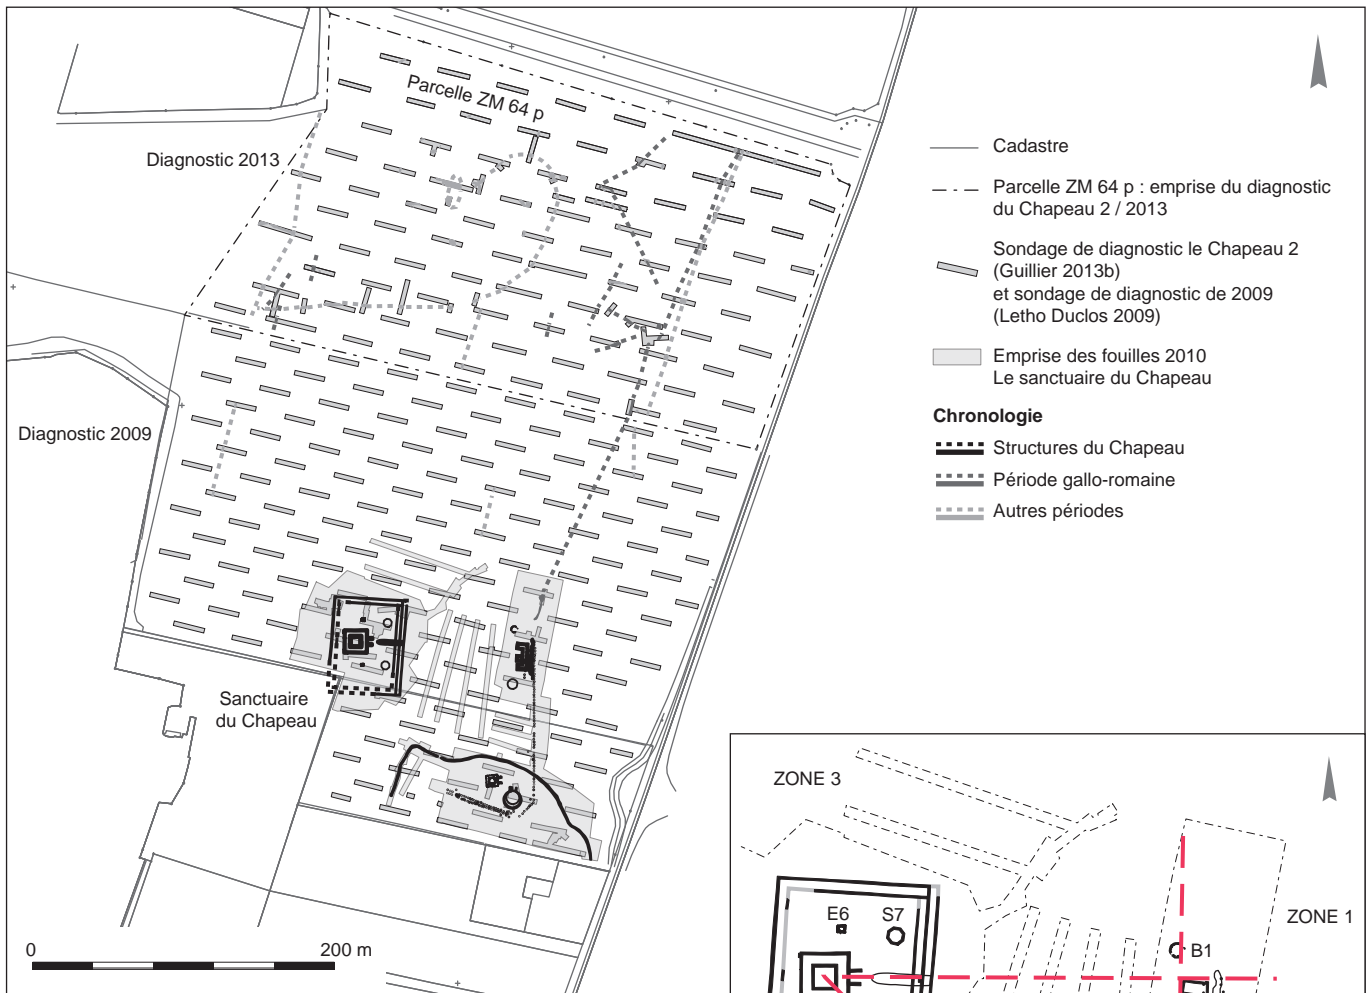 Parcelle ZM 64 p
Diagnostic 2013
Diagnostic 2009
Sanctuaire
du Chapeau
0
200 m
Cadastre
Parcelle ZM 64 p : emprise du diagnostic
du Chapeau 2 / 2013
Sondage de diagnostic le Chapeau 2
(Guillier 2013b)
et sondage de diagnostic de 2009
(Letho Duclos 2009)
Emprise des fouilles 2010
Le sanctuaire du Chapeau
Chronologie
Structures du Chapeau
Période gallo-romaine
Autres périodes
ZONE 3
ZONE 1
E6
S7
B1